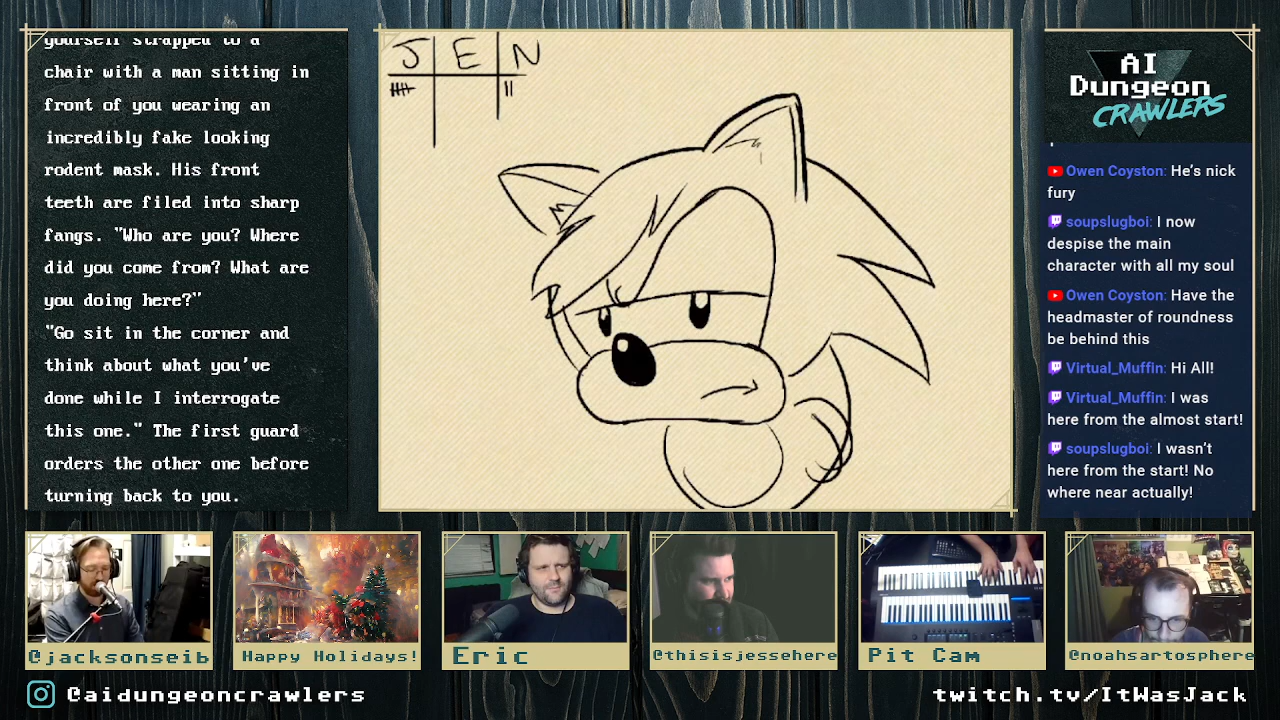 yourself strapped to a
chair with a man sitting in
front of you wearing an
incredibly fake looking
rodent mask. His front
teeth are filed into sharp
fangs. "Who are you? Where
did you come from? What are
you doing here?"
"Go sit in the corner and
think about what you've
done while I interrogate
this one." The first guard
orders the other one before
turning back to you.
J E N
AI
Dungeon
CRAWLERS
Owen Coyston: He's nick
fury
soupslugboi: I now
despise the main
character with all my soul
Owen Coyston: Have the
headmaster of roundness
be behind this
Virtual_Muffin: Hi All!
Virtual_Muffin: I was
here from the almost start!
soupslugboi: I wasn't
here from the start! No
where near actually!
@jacksonseib
Happy Holidays!
Eric
@thisisjessehere
Pit Cam
@noahsartosphere
@aidungeoncrawlers
twitch.tv/ItWasJack